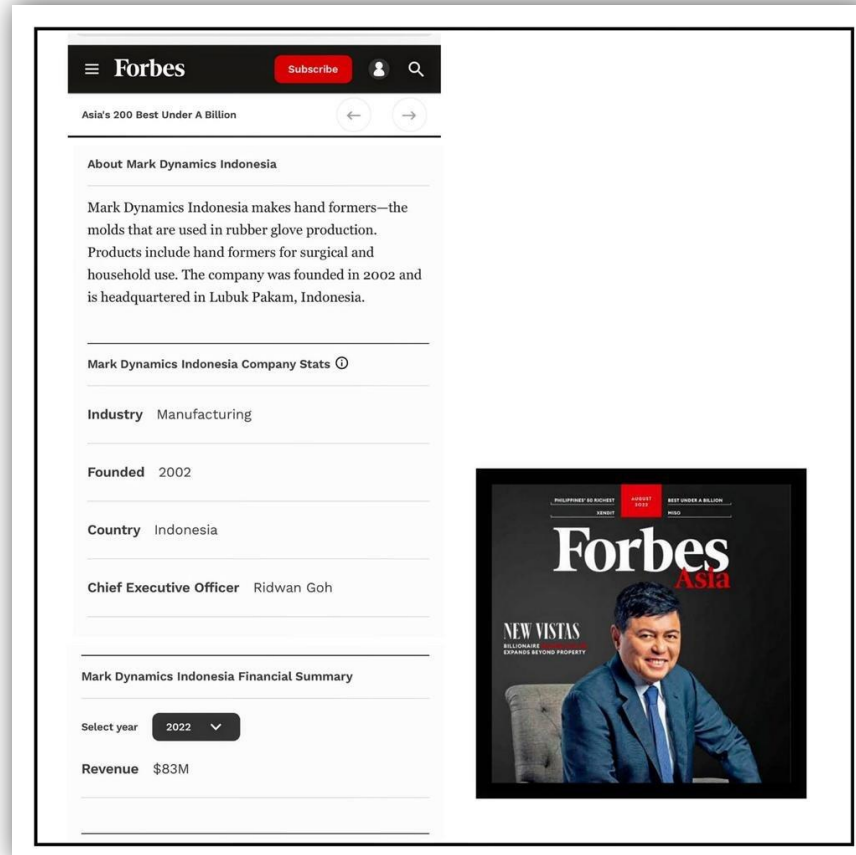 Forbes
Subscribe
Asia's 200 Best Under A Billion
About Mark Dynamics Indonesia
Mark Dynamics Indonesia makes hand formers—the
molds that are used in rubber glove production.
Products include hand formers for surgical and
household use. The company was founded in 2002 and
is headquartered in Lubuk Pakam, Indonesia.
Mark Dynamics Indonesia Company Stats
Industry Manufacturing
Founded 2002
Country Indonesia
Chief Executive Officer Ridwan Goh
Mark Dynamics Indonesia Financial Summary
Select year 2022
Revenue $83M
PHILIPPINES' 50 RICHEST
XENDIT
AUGUST
2022
BEST UNDER A BILLION
MISO
Forbes
Asia
NEW VISTAS
BILLIONAIRE
EXPANDS BEYOND PROPERTY